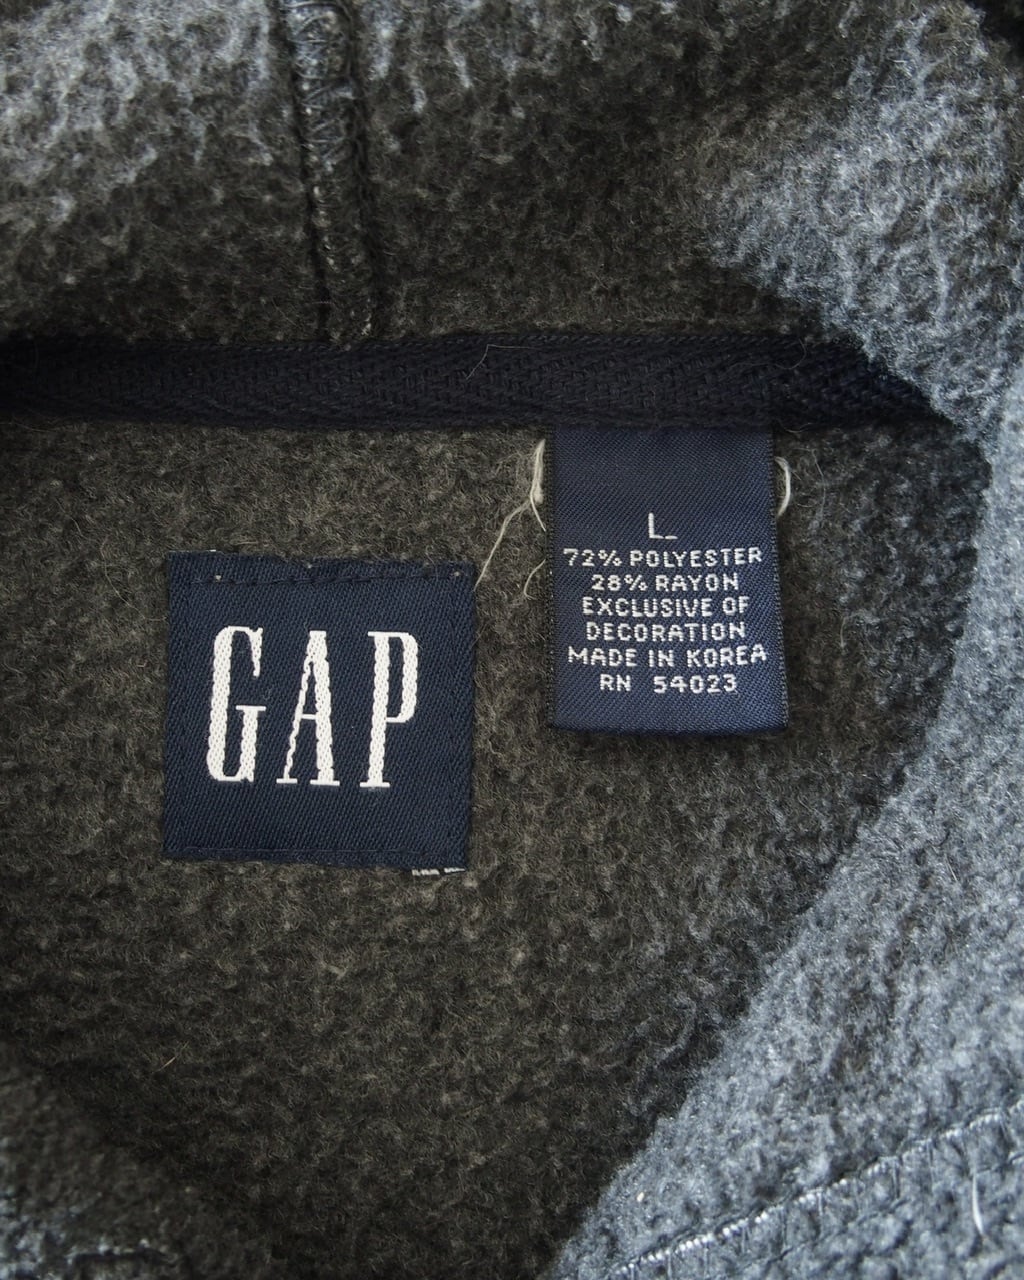 GAP
L
72% POLYESTER
28% RAYON
EXCLUSIVE OF
DECORATION
MADE IN KOREA
RN 54023